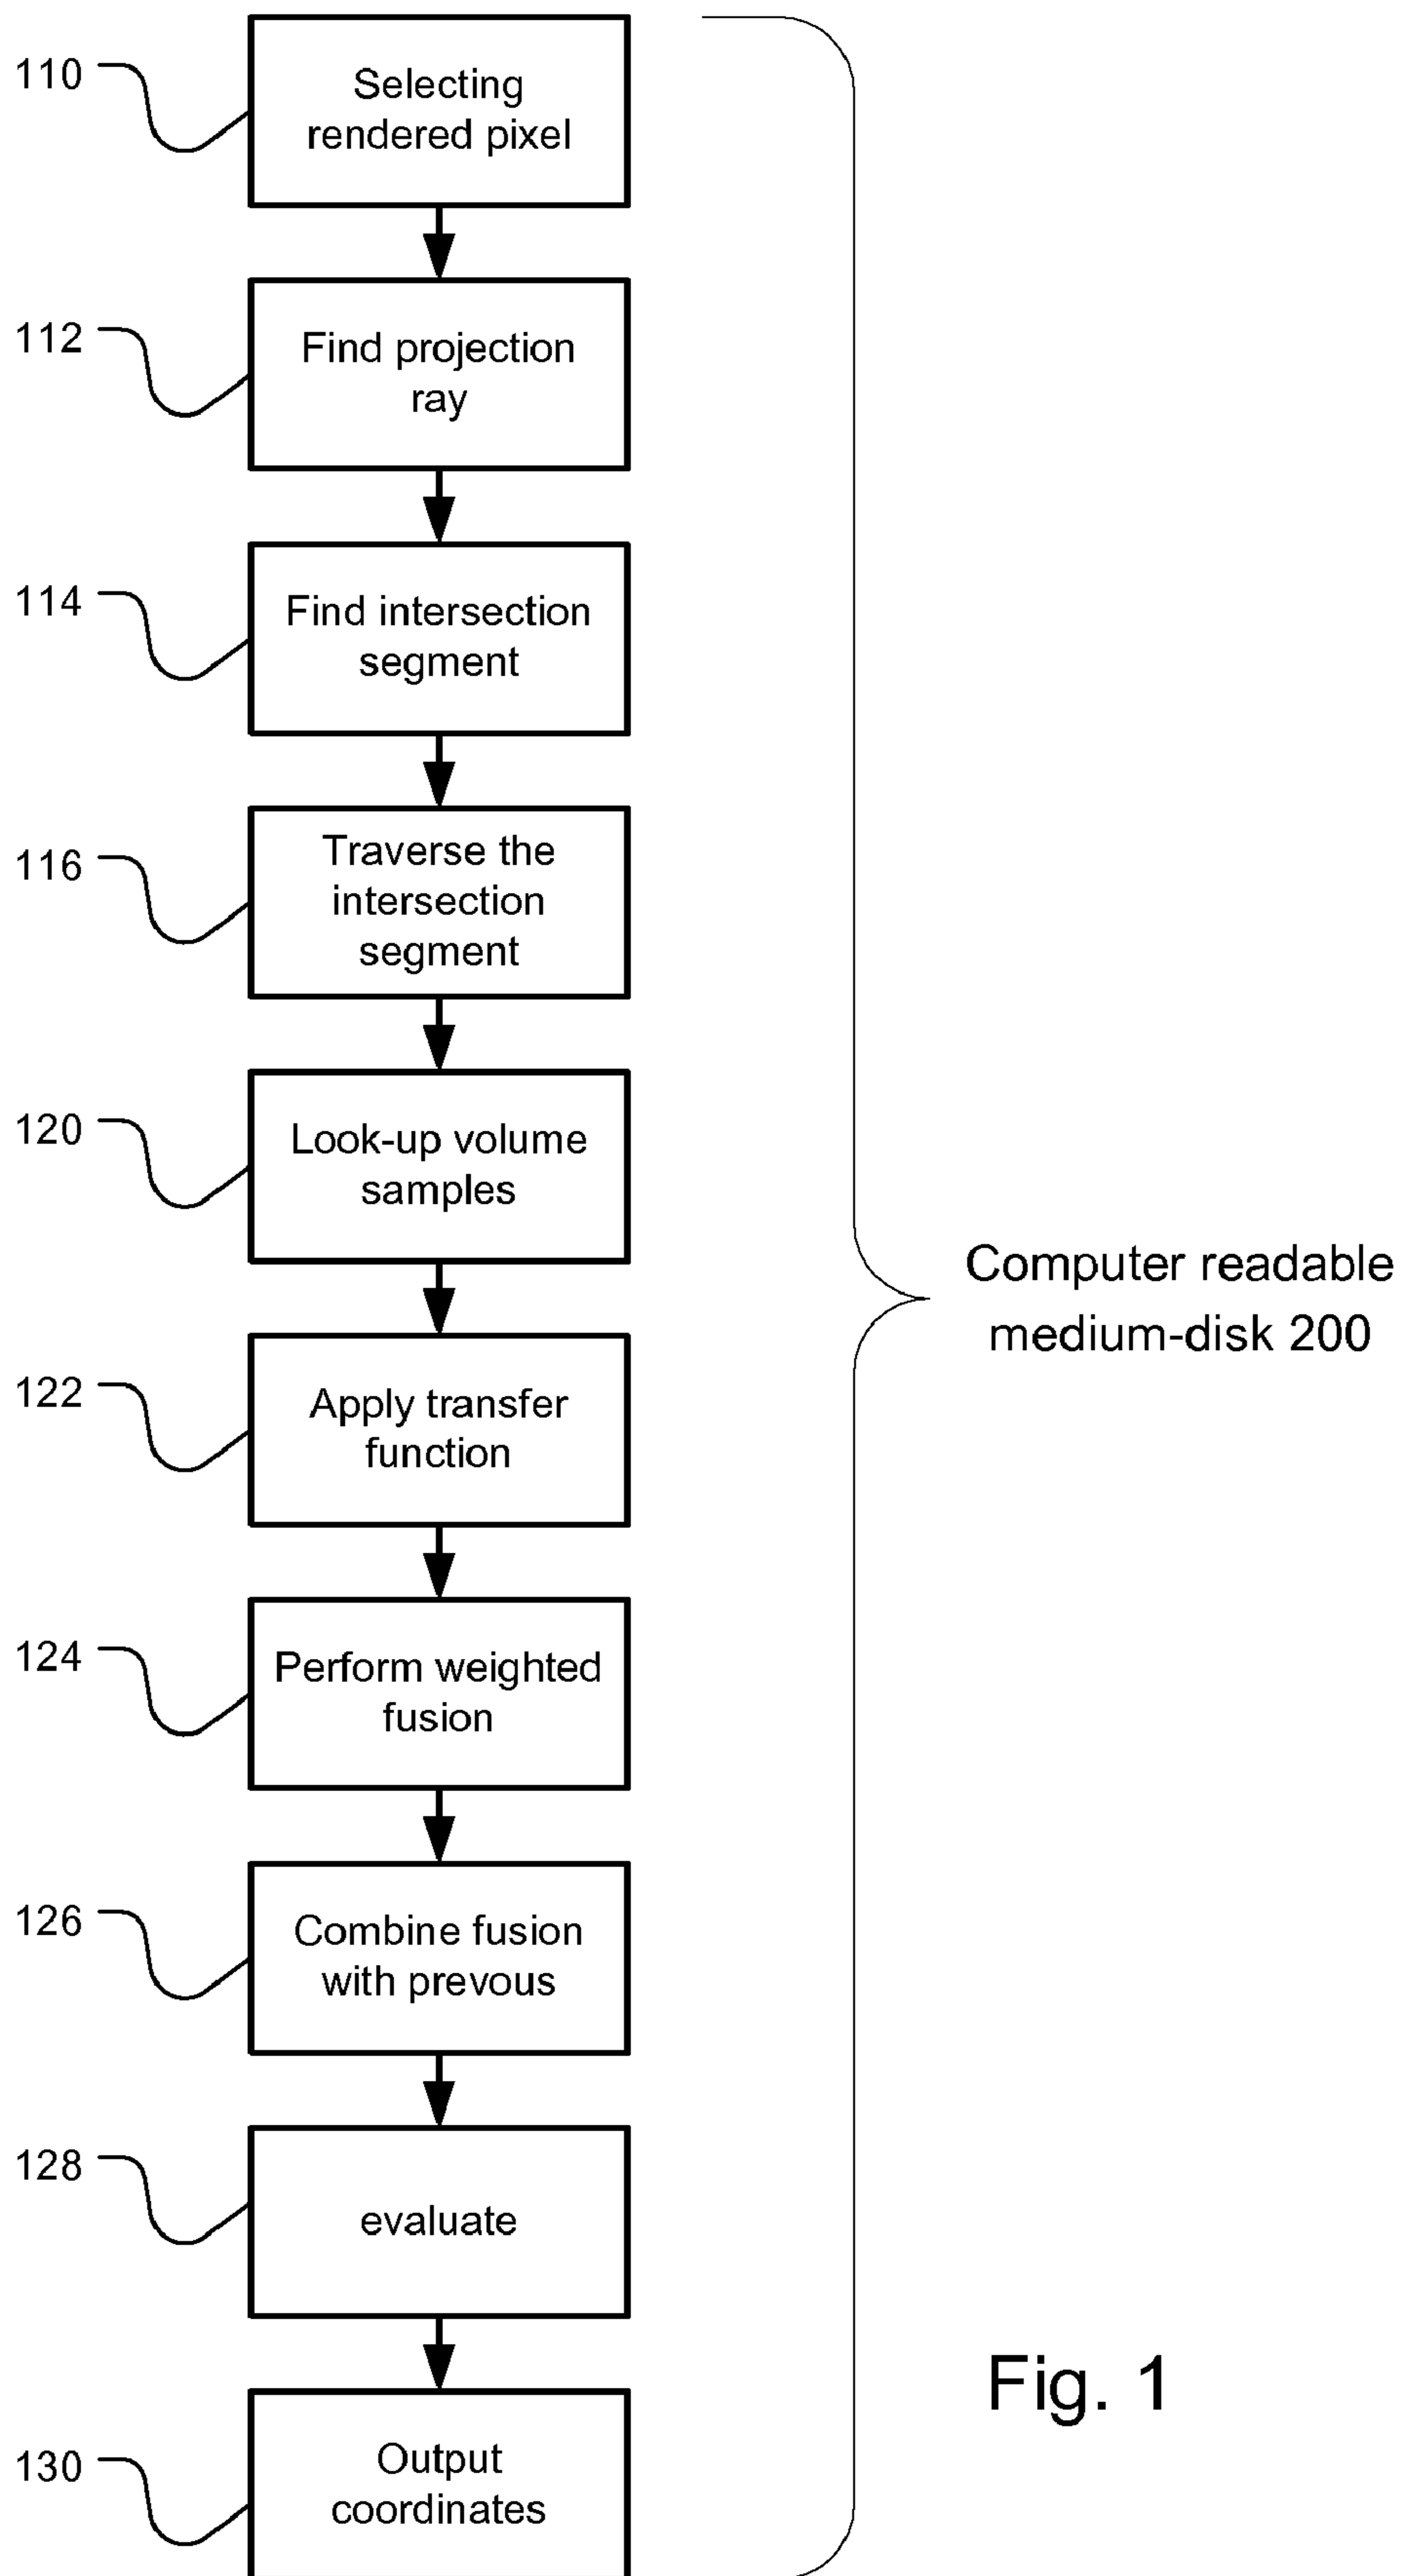 110
Selecting
rendered pixel
112
Find projection
ray
114
Find intersection
segment
116
Traverse the
intersection
segment
120
Look-up volume
samples
122
Apply transfer
function
124
Perform weighted
fusion
126
Combine fusion
with prevous
128
evaluate
130
Output
coordinates
Computer readable
medium-disk 200
Fig. 1